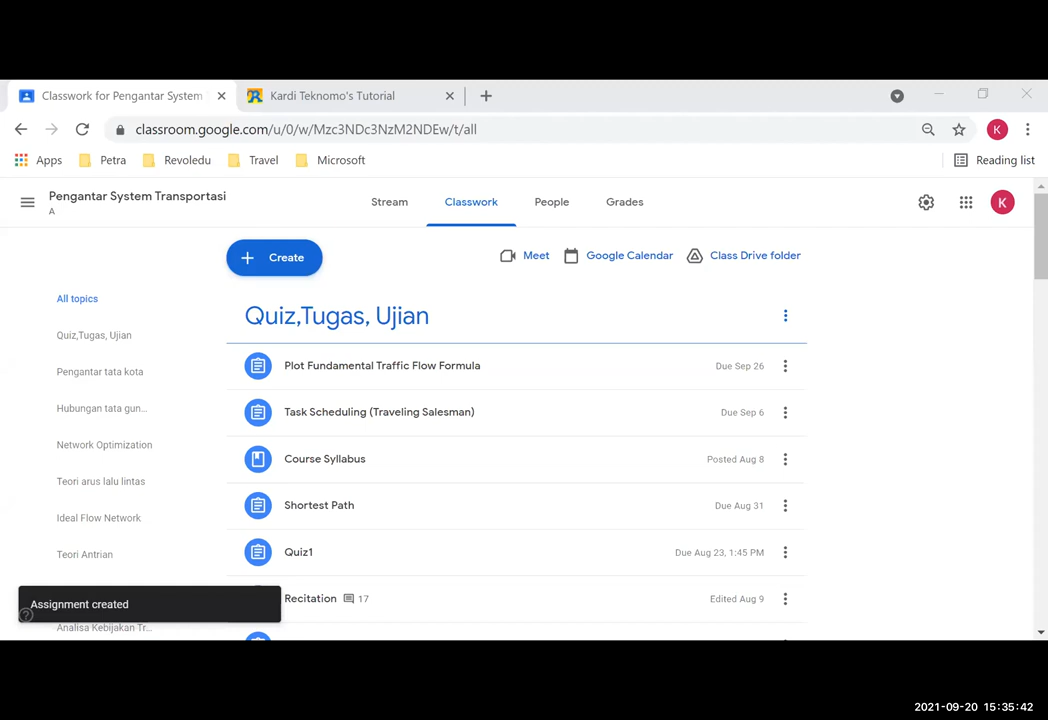 Classwork for Pengantar System
Kardi Teknomo's Tutorial
classroom.google.com/u/0/w/Mzc3NDc3NzM2NDEw/t/all
K
Apps
Petra
Revoledu
Travel
Microsoft
Reading list
Pengantar System Transportasi
A
Stream
Classwork
People
Grades
K
Create
Meet
Google Calendar
Class Drive folder
All topics
Quiz,Tugas, Ujian
Pengantar tata kota
Hubungan tata gun...
Network Optimization
Teori arus lalu lintas
Ideal Flow Network
Teori Antrian
Analisa Kebijakan Tr...
Quiz,Tugas, Ujian
Plot Fundamental Traffic Flow Formula Due Sep 26
Task Scheduling (Traveling Salesman) Due Sep 6
Course Syllabus Posted Aug 8
Shortest Path Due Aug 31
Quiz1 Due Aug 23, 1:45 PM
Recitation 17 Edited Aug 9
Assignment created
2021-09-20 15:35:42